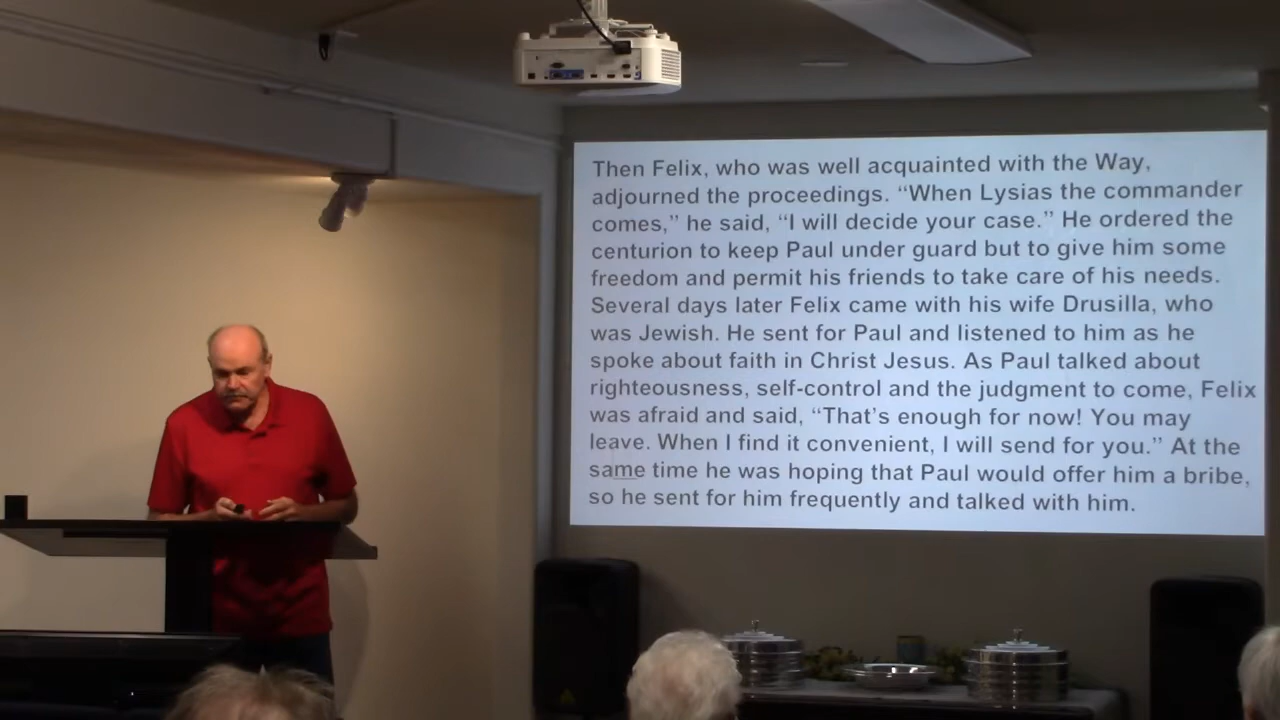 Then Felix, who was well acquainted with the Way,
adjourned the proceedings. “When Lysias the commander
comes,” he said, “I will decide your case.” He ordered the
centurion to keep Paul under guard but to give him some
freedom and permit his friends to take care of his needs.
Several days later Felix came with his wife Drusilla, who
was Jewish. He sent for Paul and listened to him as he
spoke about faith in Christ Jesus. As Paul talked about
righteousness, self-control and the judgment to come, Felix
was afraid and said, “That’s enough for now! You may
leave. When I find it convenient, I will send for you.” At the
same time he was hoping that Paul would offer him a bribe,
so he sent for him frequently and talked with him.